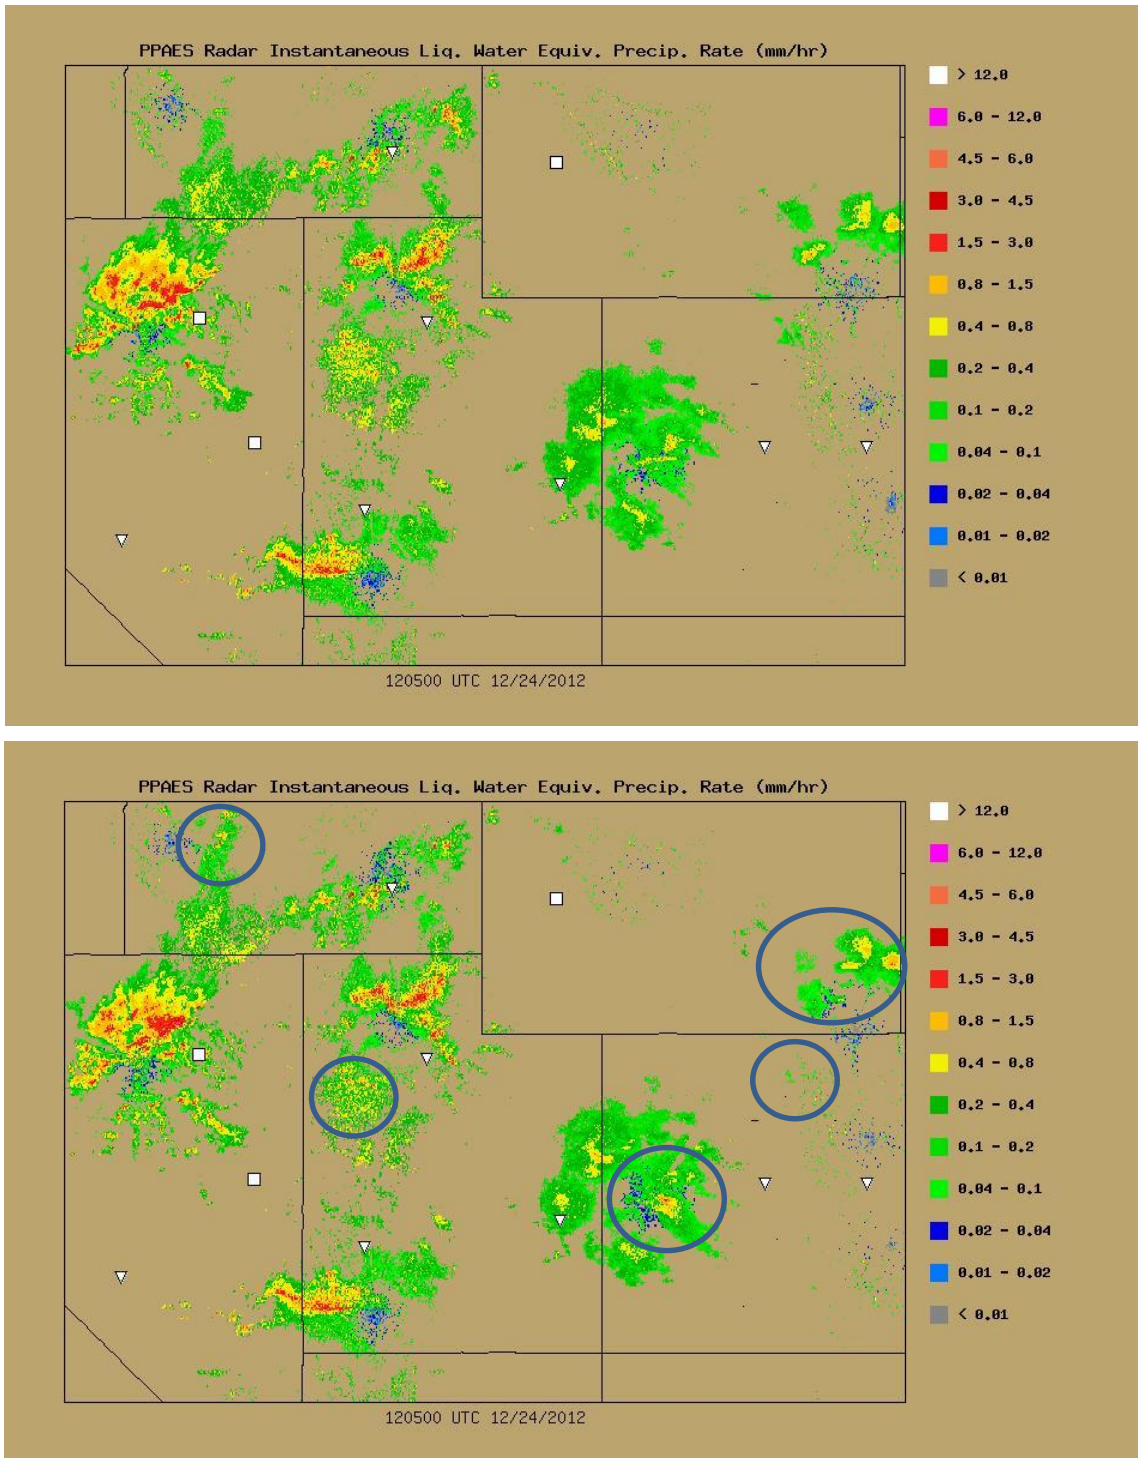 PPAES Radar Instantaneous Liq. Water Equiv. Precip. Rate (mm/hr)
> 12.0
6.0 - 12.0
4.5 - 6.0
3.0 - 4.5
1.5 - 3.0
0.8 - 1.5
0.4 - 0.8
0.2 - 0.4
0.1 - 0.2
0.04 - 0.1
0.02 - 0.04
0.01 - 0.02
< 0.01
120500 UTC 12/24/2012
PPAES Radar Instantaneous Liq. Water Equiv. Precip. Rate (mm/hr)
> 12.0
6.0 - 12.0
4.5 - 6.0
3.0 - 4.5
1.5 - 3.0
0.8 - 1.5
0.4 - 0.8
0.2 - 0.4
0.1 - 0.2
0.04 - 0.1
0.02 - 0.04
0.01 - 0.02
< 0.01
120500 UTC 12/24/2012